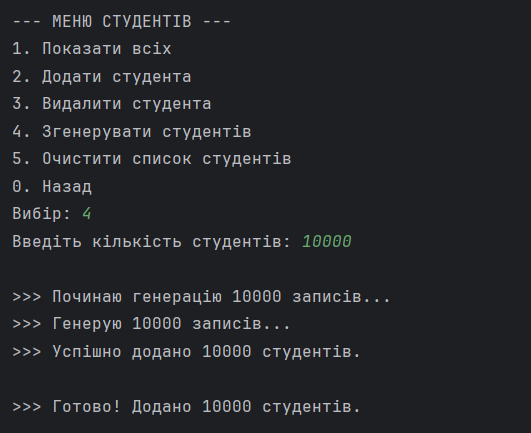 --- МЕНЮ СТУДЕНТІВ ---
1. Показати всіх
2. Додати студента
3. Видалити студента
4. Згенерувати студентів
5. Очистити список студентів
0. Назад
Вибір: 4
Введіть кількість студентів: 10000
>>> Починаю генерацію 10000 записів...
>>> Генерую 10000 записів...
>>> Успішно додано 10000 студентів.
>>> Готово! Додано 10000 студентів.